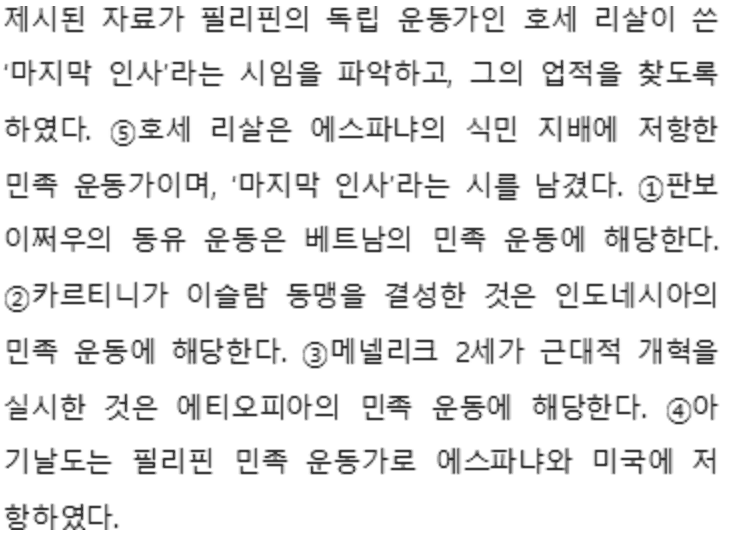 제시된 자료가 필리핀의 독립 운동가인 호세 리살이 쓴
‘마지막 인사’라는 시임을 파악하고, 그의 업적을 찾도록
하였다. ⑤호세 리살은 에스파냐의 식민 지배에 저항한
민족 운동가이며, ‘마지막 인사’라는 시를 남겼다. ①판보
이쩌우의 동유 운동은 베트남의 민족 운동에 해당한다.
②카르티니가 이슬람 동맹을 결성한 것은 인도네시아의
민족 운동에 해당한다. ③메넬리크 2세가 근대적 개혁을
실시한 것은 에티오피아의 민족 운동에 해당한다. ④아
기날도는 필리핀 민족 운동가로 에스파냐와 미국에 저
항하였다.